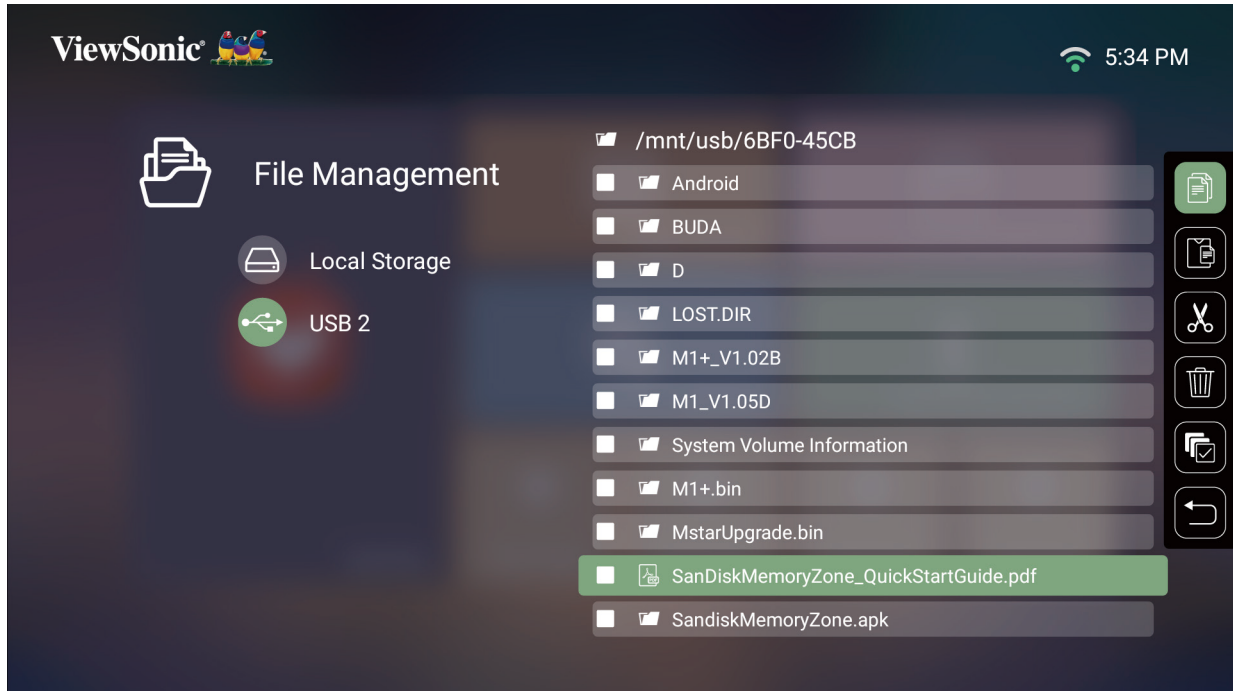 ViewSonic®
5:34 PM
File Management
Local Storage
USB 2
/mnt/usb/6BF0-45CB
Android
BUDA
D
LOST.DIR
M1+_V1.02B
M1_V1.05D
System Volume Information
M1+.bin
MstarUpgrade.bin
SanDiskMemoryZone_QuickStartGuide.pdf
SandiskMemoryZone.apk